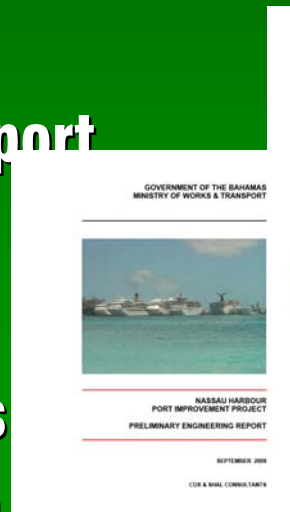 port
GOVERNMENT OF THE BAHAMAS
MINISTRY OF WORKS & TRANSPORT
s
NASSAU HARBOUR
PORT IMPROVEMENT PROJECT
PRELIMINARY ENGINEERING REPORT
SEPTEMBER 2008
COX & SHAL CONSULTANTS